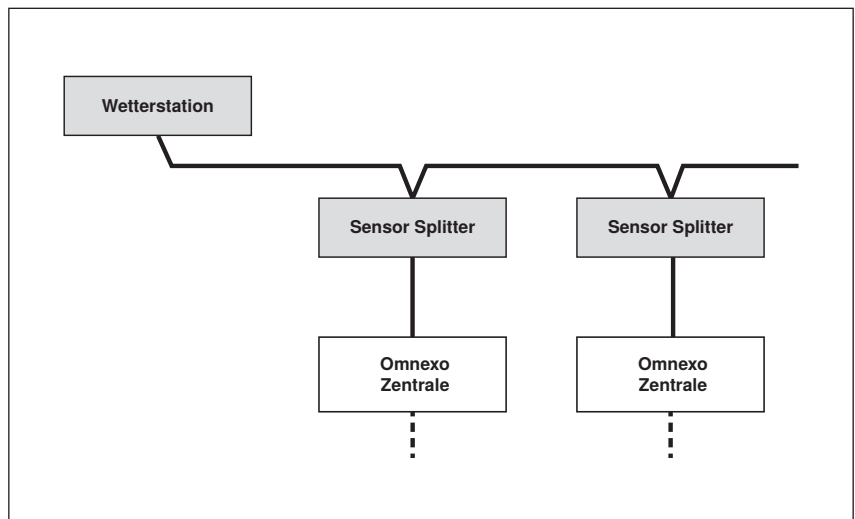 Wetterstation
Sensor Splitter
Sensor Splitter
Omnexo
Zentrale
Omnexo
Zentrale